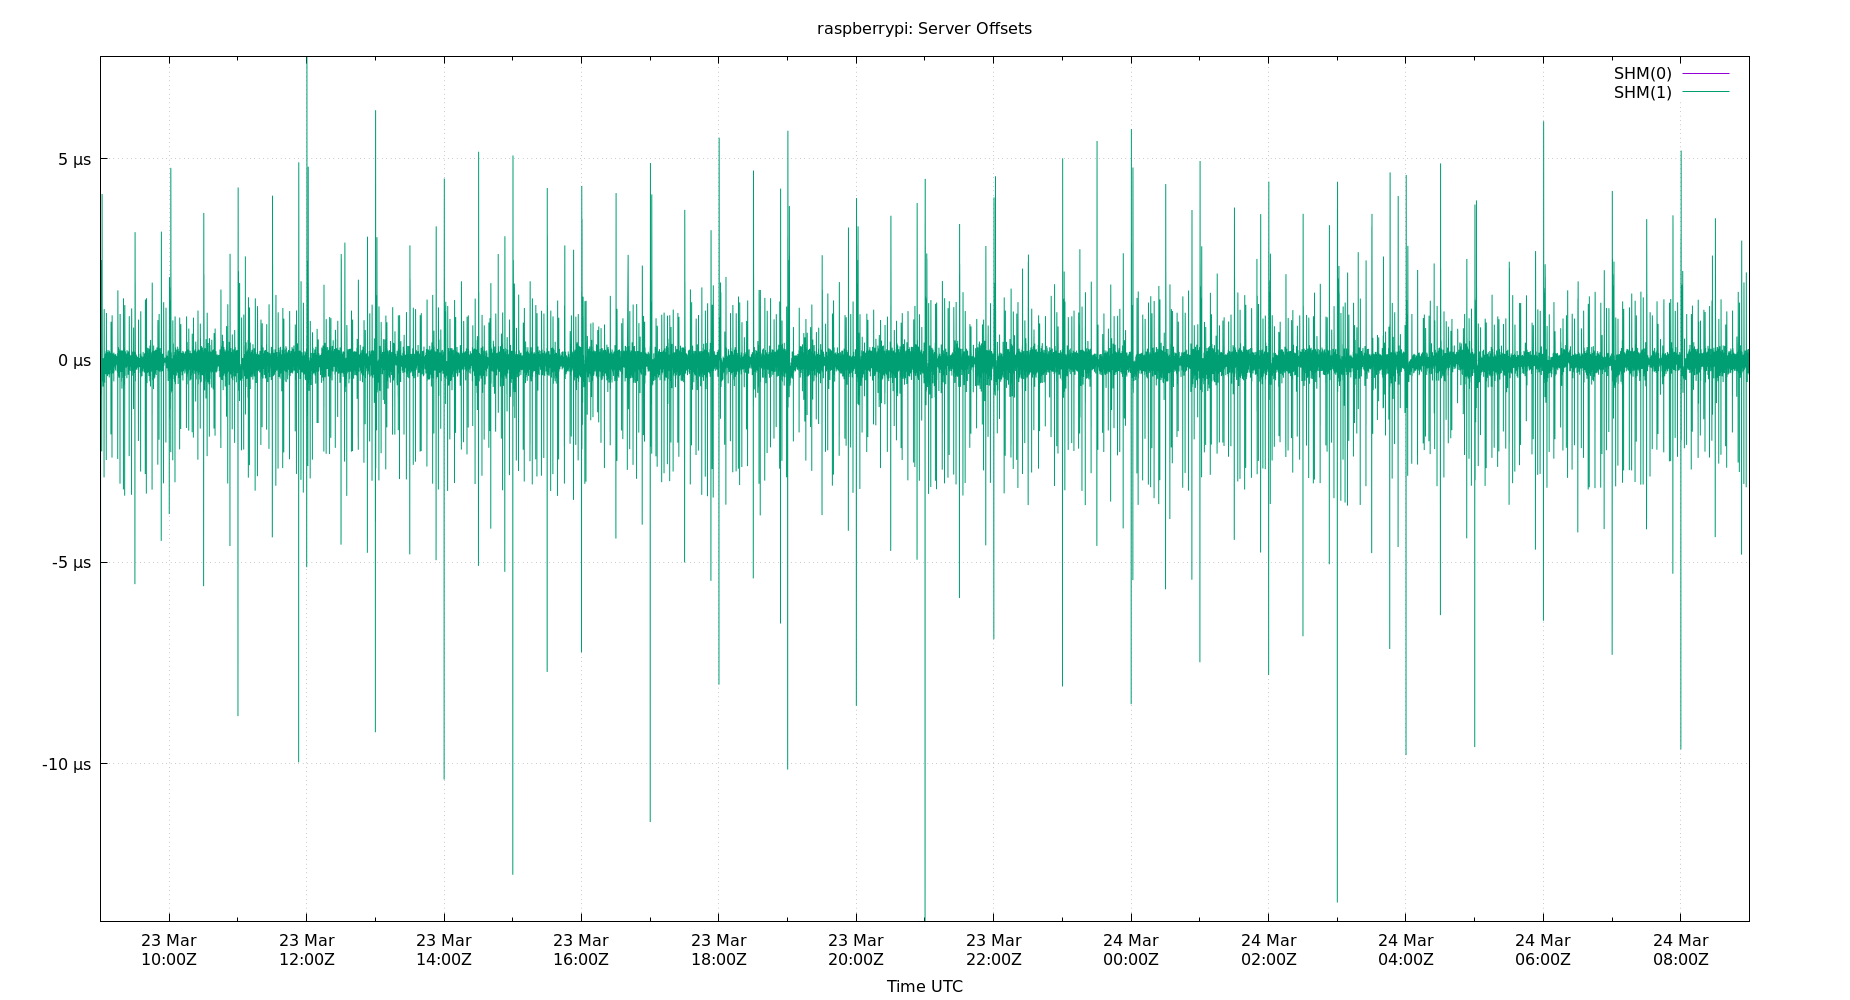 raspberrypi: Server Offsets
SHM(0)
SHM(1)
5 µs
0 µs
-5 µs
-10 µs
23 Mar 23 Mar 23 Mar 23 Mar 23 Mar 23 Mar 23 Mar 24 Mar 24 Mar 24 Mar 24 Mar 24 Mar
10:00Z 12:00Z 14:00Z 16:00Z 18:00Z 20:00Z 22:00Z 00:00Z 02:00Z 04:00Z 06:00Z 08:00Z
Time UTC